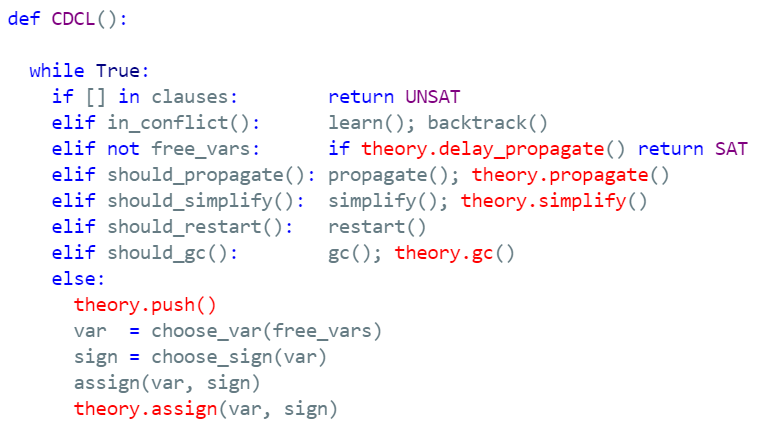 def CDCL():
while True:
if [] in clauses: return UNSAT
elif in_conflict(): learn(); backtrack()
elif not free_vars: if theory.delay_propagate() return SAT
elif should_propagate(): propagate(); theory.propagate()
elif should_simplify(): simplify(); theory.simplify()
elif should_restart(): restart()
elif should_gc(): gc(); theory.gc()
else:
theory.push()
var = choose_var(free_vars)
sign = choose_sign(var)
assign(var, sign)
theory.assign(var, sign)